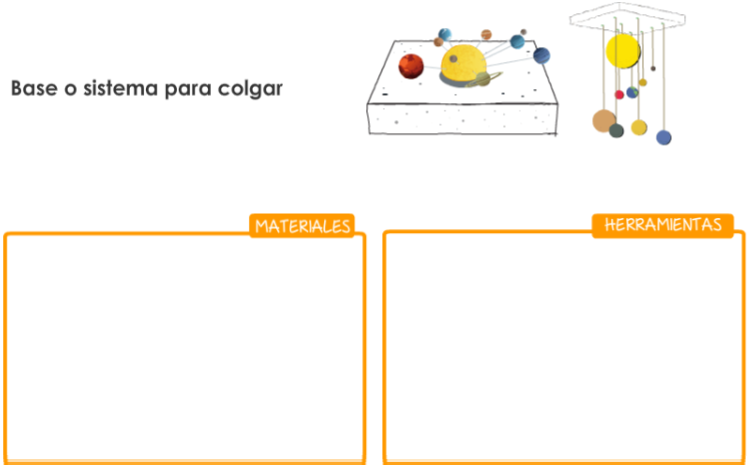 Base o sistema para colgar
MATERIALES
HERRAMIENTAS